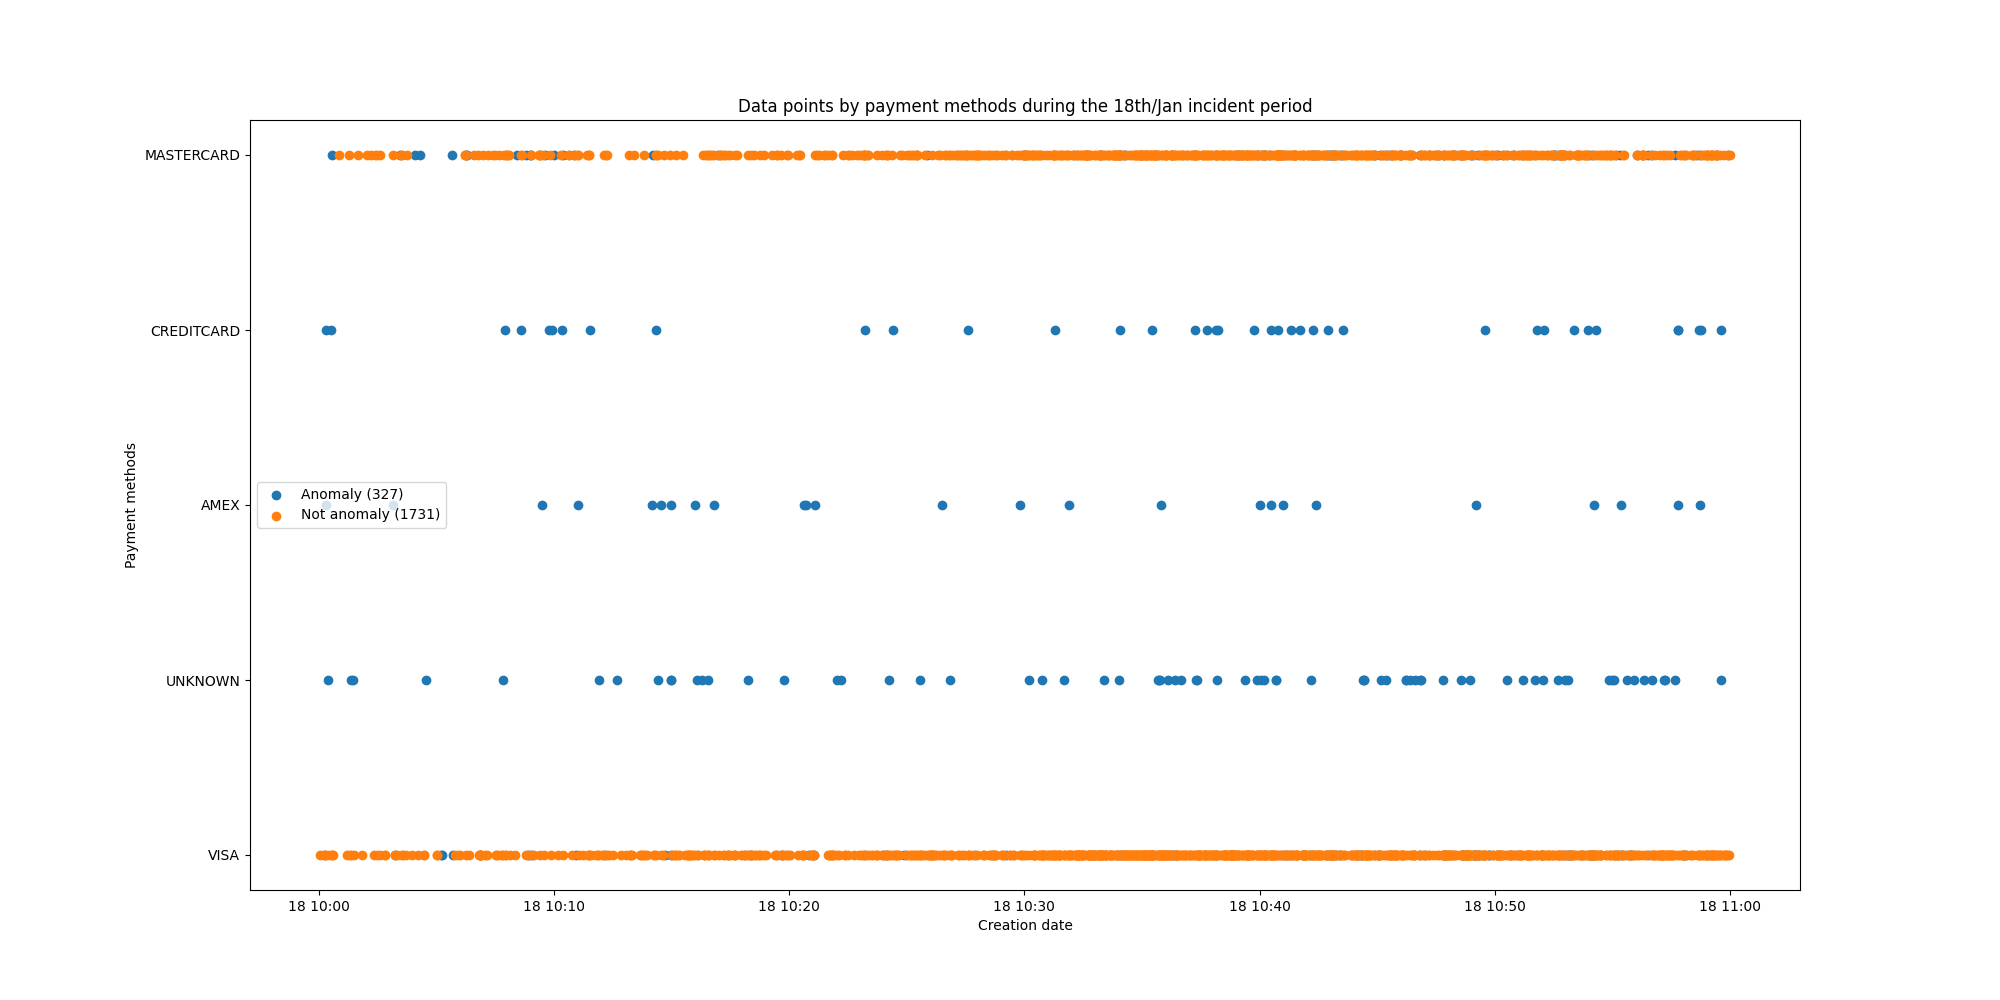 Data points by payment methods during the 18th/Jan incident period
MASTERCARD
CREDITCARD
AMEX
UNKNOWN
VISA
Payment methods
Anomaly (327)
Not anomaly (1731)
18 10:00
18 10:10
18 10:20
18 10:30
18 10:40
18 10:50
18 11:00
Creation date